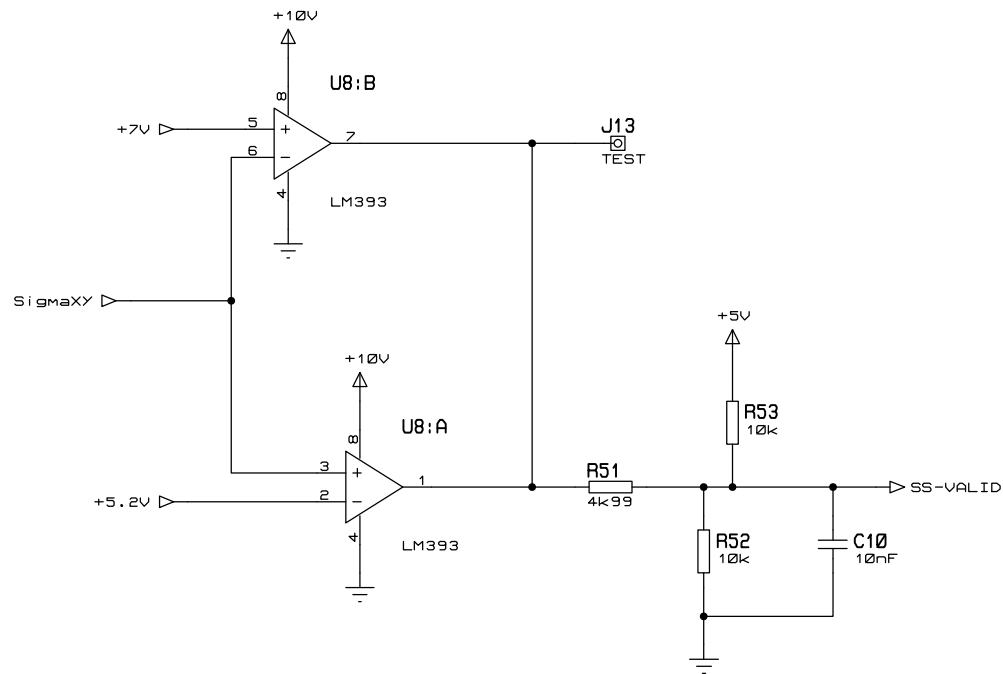 +10V
U8:B
8
+7V
5
+
7
J13
TEST
6
-
4
LM393
SigmaXY
+5V
+10V
U8:A
8
R53
10k
3
+
1
R51
4k99
SS-VALID
+5.2V
2
-
4
LM393
R52
10k
C10
10nF